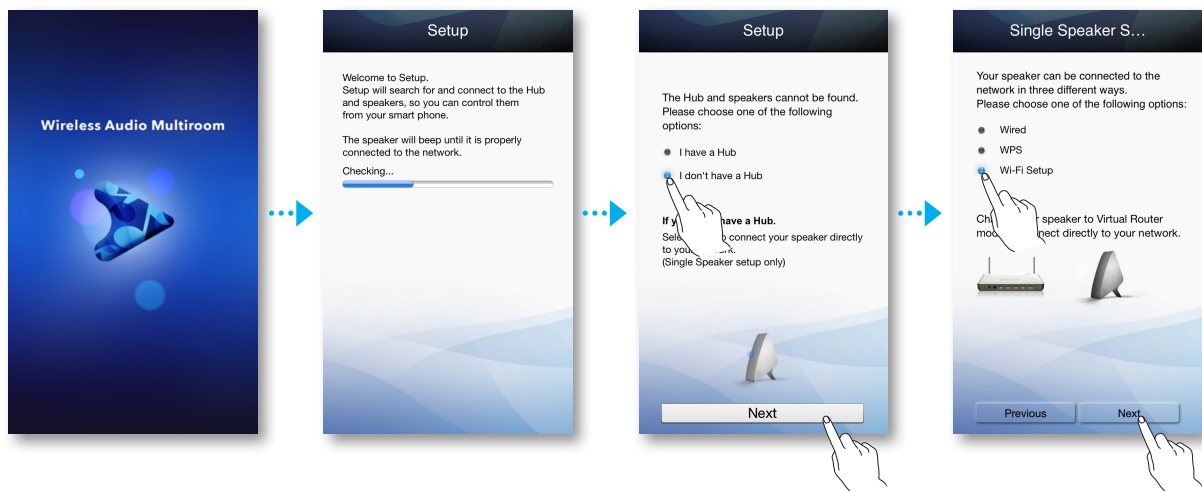 Wireless Audio Multiroom
Setup
Welcome to Setup.
Setup will search for and connect to the Hub
and speakers, so you can control them
from your smart phone.
The speaker will beep until it is properly
connected to the network.
Checking...
Setup
The Hub and speakers cannot be found.
Please choose one of the following
options:
I have a Hub
I don't have a Hub
If y have a Hub.
Sele o connect your speaker directly
to you
(Single Speaker setup only)
Next
Single Speaker S...
Your speaker can be connected to the
network in three different ways.
Please choose one of the following options:
Wired
WPS
Wi-Fi Setup
Ch speaker to Virtual Router
mod nect directly to your network.
Previous
Next